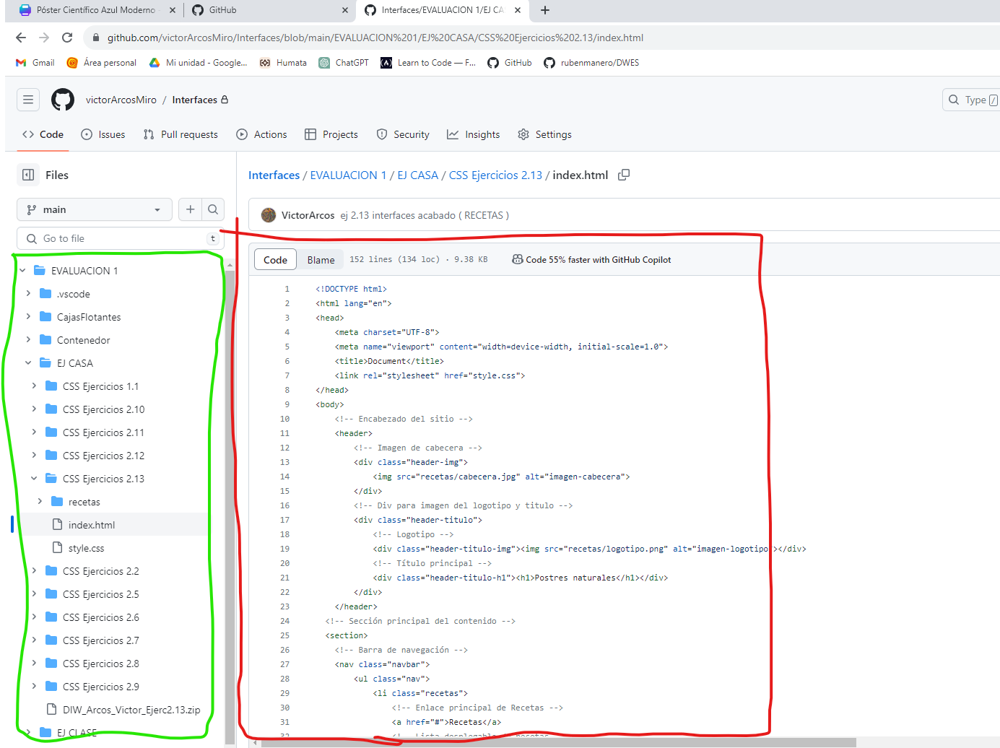 Póster Científico Azul Moderno
GitHub
Interfaces/EVALUACION 1/EJ CA
github.com/victorArcosMiro/Interfaces/blob/main/EVALUACION%201/EJ%20CASA/CSS%20Ejercicios%202.13/index.html
Gmail Área personal Mi unidad - Google... Humata ChatGPT Learn to Code — F... GitHub rubenmanero/DWES
victorArcosMiro / Interfaces
Type /
Code Issues Pull requests Actions Projects Security Insights Settings
Files
main
Go to file t
EVALUACION 1
.vscode
CajasFlotantes
Contenedor
EJ CASA
CSS Ejercicios 1.1
CSS Ejercicios 2.10
CSS Ejercicios 2.11
CSS Ejercicios 2.12
CSS Ejercicios 2.13
recetas
index.html
style.css
CSS Ejercicios 2.2
CSS Ejercicios 2.5
CSS Ejercicios 2.6
CSS Ejercicios 2.7
CSS Ejercicios 2.8
CSS Ejercicios 2.9
DIW_Arcos_Victor_Ejerc2.13.zip
EJ CLASE
Interfaces / EVALUACION 1 / EJ CASA / CSS Ejercicios 2.13 / index.html
VictorArcos ej 2.13 interfaces acabado ( RECETAS )
Code Blame 152 lines (134 loc) · 9.38 KB Code 55% faster with GitHub Copilot
1 <!DOCTYPE html>
2 <html lang="en">
3 <head>
4 <meta charset="UTF-8">
5 <meta name="viewport" content="width=device-width, initial-scale=1.0">
6 <title>Document</title>
7 <link rel="stylesheet" href="style.css">
8 </head>
9 <body>
10 <!-- Encabezado del sitio -->
11 <header>
12 <!-- Imagen de cabecera -->
13 <div class="header-img">
14 <img src="recetas/cabecera.jpg" alt="imagen-cabecera">
15 </div>
16 <!-- Div para imagen del logotipo y titulo -->
17 <div class="header-titulo">
18 <!-- Logotipo -->
19 <div class="header-titulo-img"><img src="recetas/logotipo.png" alt="imagen-logotipo"></div>
20 <!-- Título principal -->
21 <div class="header-titulo-h1"><h1>Postres naturales</h1></div>
22 </div>
23 </header>
24 <!-- Sección principal del contenido -->
25 <section>
26 <!-- Barra de navegación -->
27 <nav class="navbar">
28 <ul class="nav">
29 <li class="recetas">
30 <!-- Enlace principal de Recetas -->
31 <a href="#">Recetas</a>
32 <!-- Lista desplegable de recetas